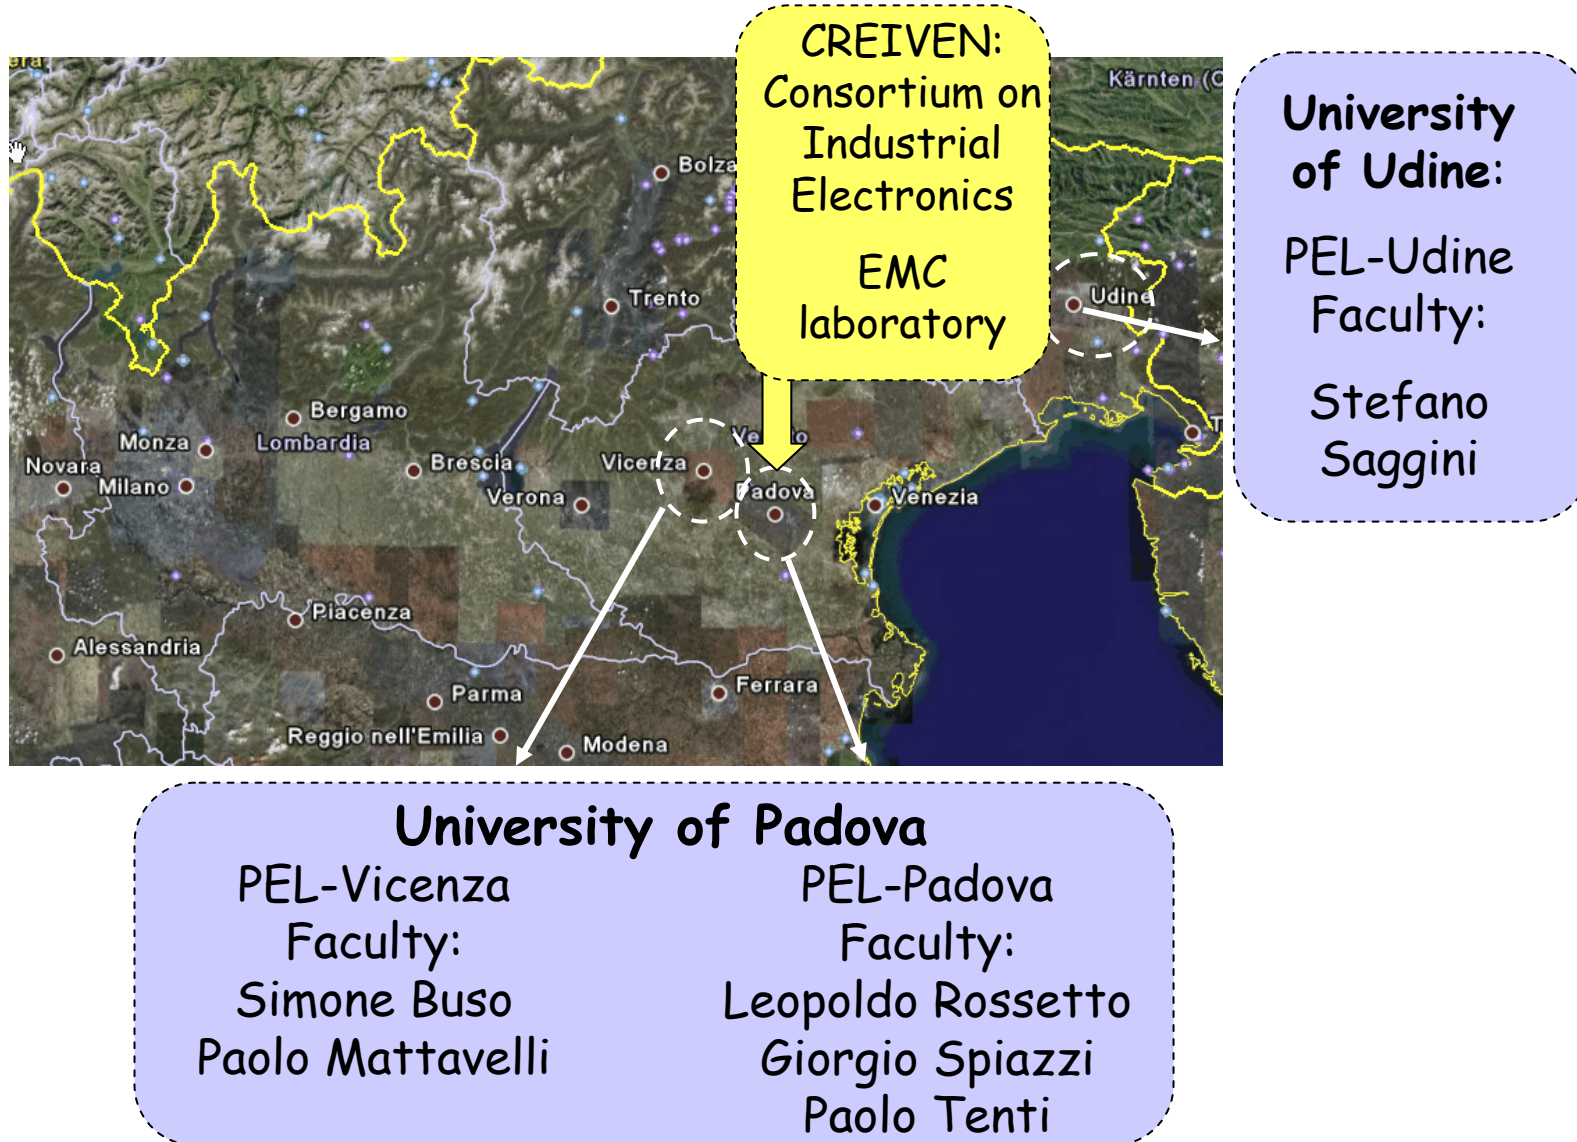 CREIVEN:
Consortium on
Industrial
Electronics
EMC
laboratory
University
of Udine:
PEL-Udine
Faculty:
Stefano
Saggini
Kärnten (C
Bolza
Trento
Udine
Bergamo
Lombardia
Monza
Novara
Milano
Brescia
Verona
Vicenza
Padova
Venezia
Piacenza
Alessandria
Parma
Ferrara
Reggio nell'Emilia
Modena
University of Padova
PEL-Vicenza
Faculty:
Simone Buso
Paolo Mattavelli
PEL-Padova
Faculty:
Leopoldo Rossetto
Giorgio Spiazzi
Paolo Tenti